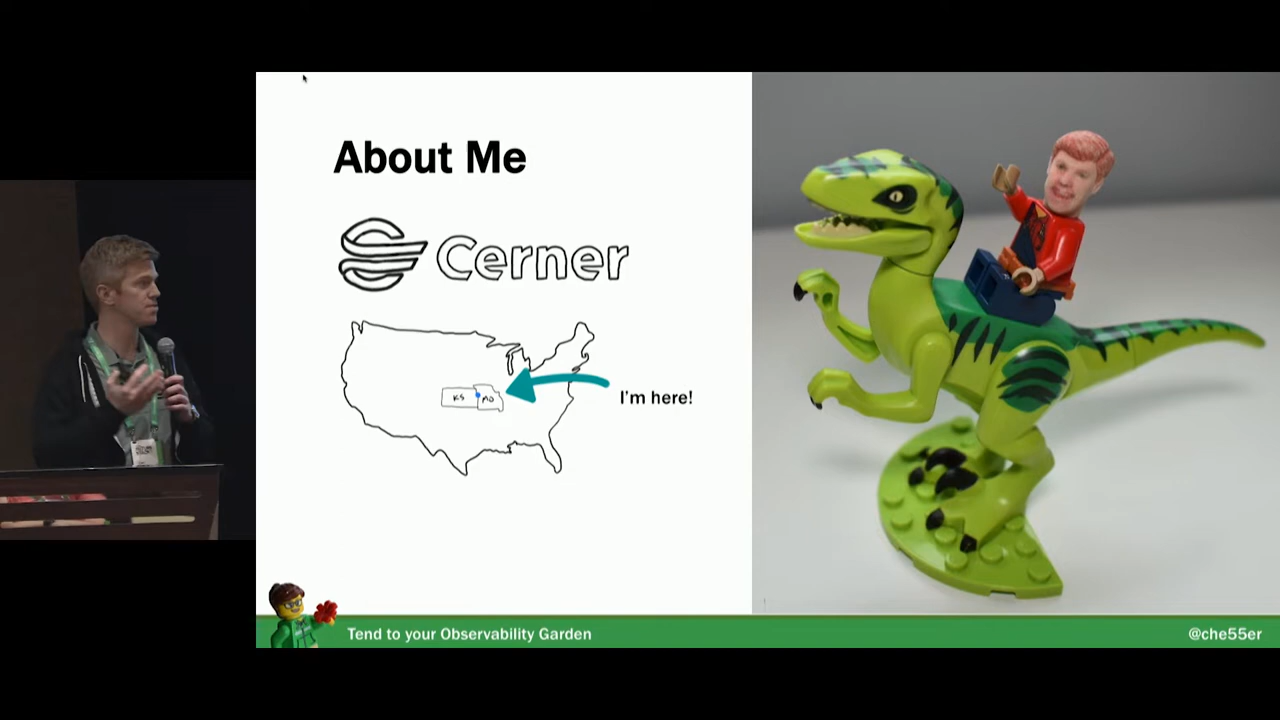 About Me
Cerner
KS
MO
I'm here!
Tend to your Observability Garden
@che55er